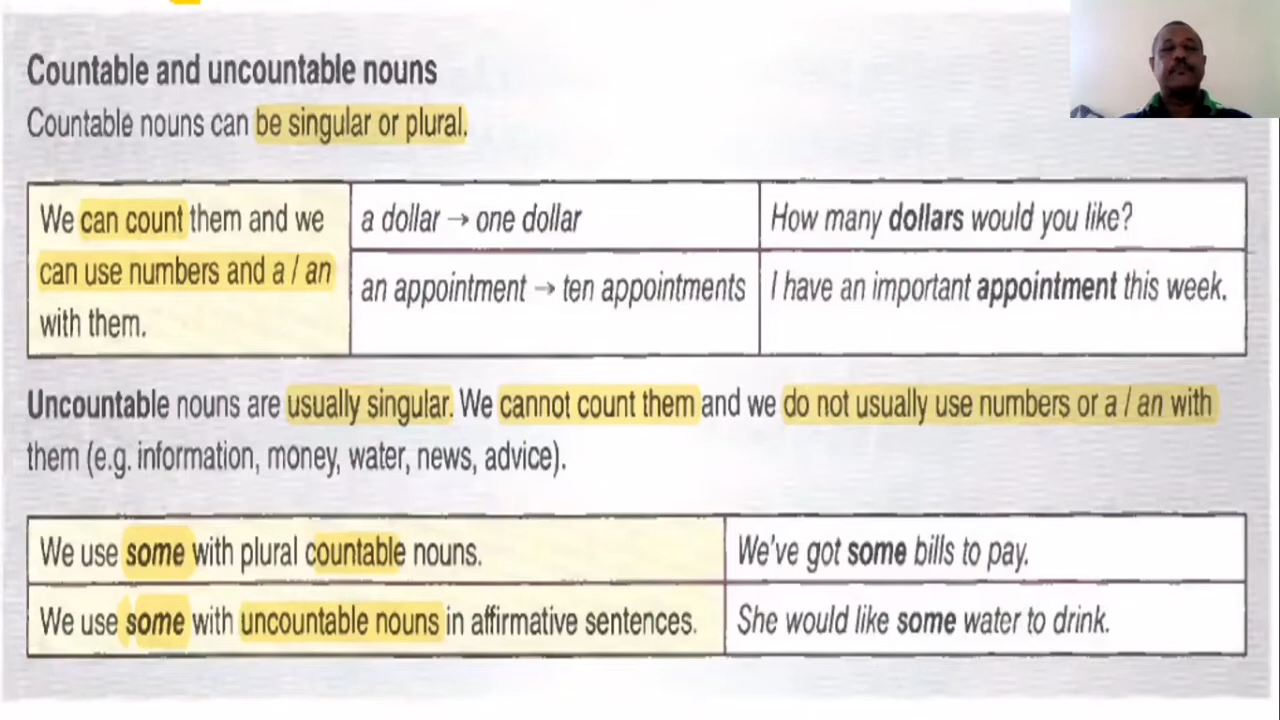 Countable and uncountable nouns
Countable nouns can be singular or plural.
We can count them and we
can use numbers and a / an
with them.
a dollar → one dollar
How many dollars would you like?
an appointment → ten appointments
I have an important appointment this week.
Uncountable nouns are usually singular. We cannot count them and we do not usually use numbers or a / an with
them (e.g. information, money, water, news, advice).
We use some with plural countable nouns.
We've got some bills to pay.
We use some with uncountable nouns in affirmative sentences.
She would like some water to drink.